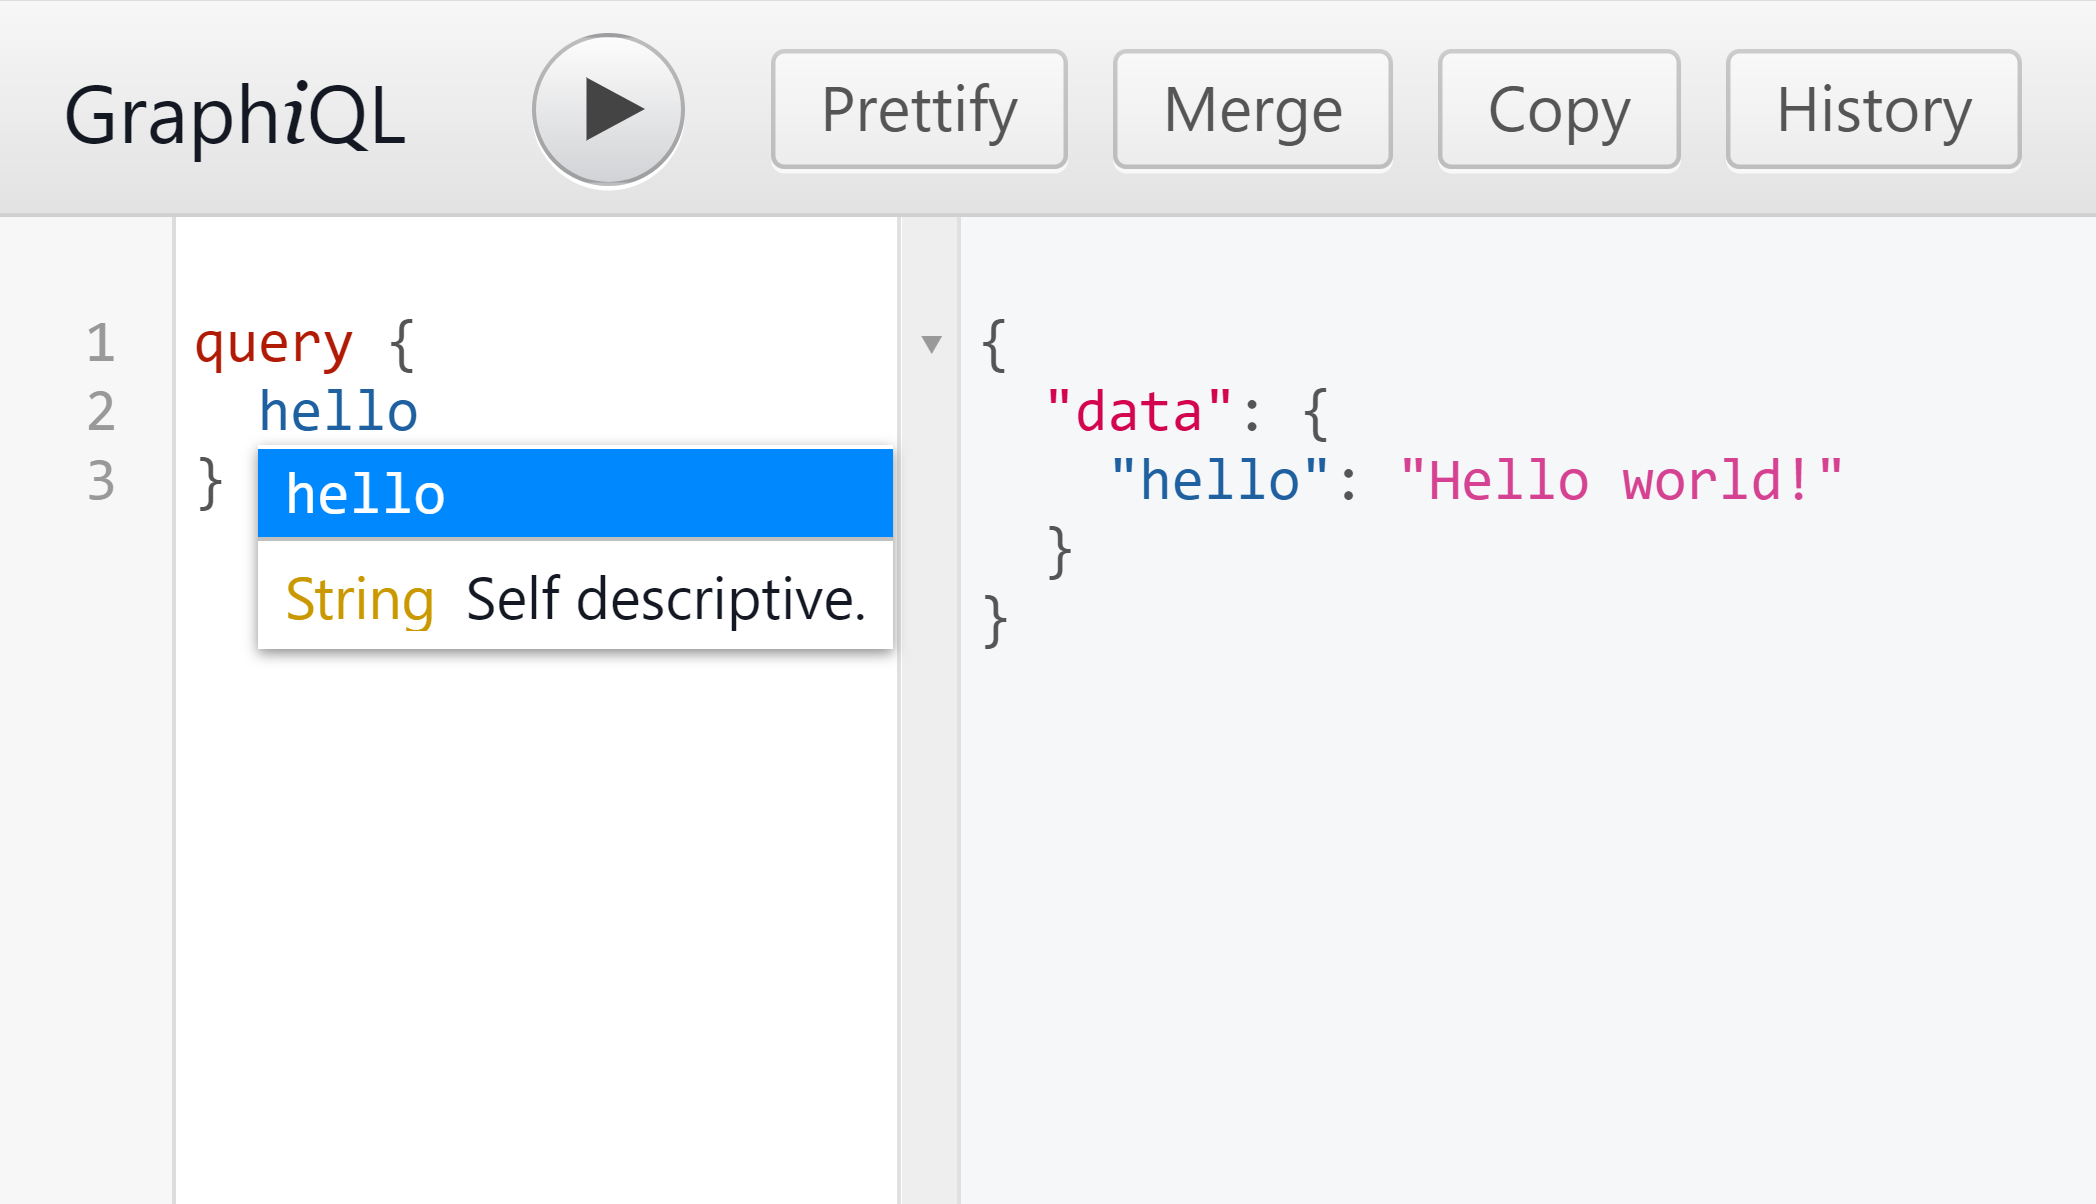 GraphiQL
Prettify Merge Copy History
1 query {
2 hello
3 }
hello
String Self descriptive.
{
"data": {
"hello": "Hello world!"
}
}